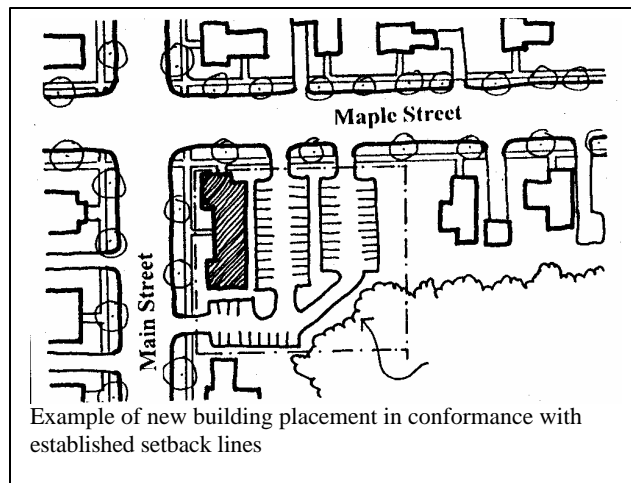 Maple Street
Main Street
Example of new building placement in conformance with
established setback lines